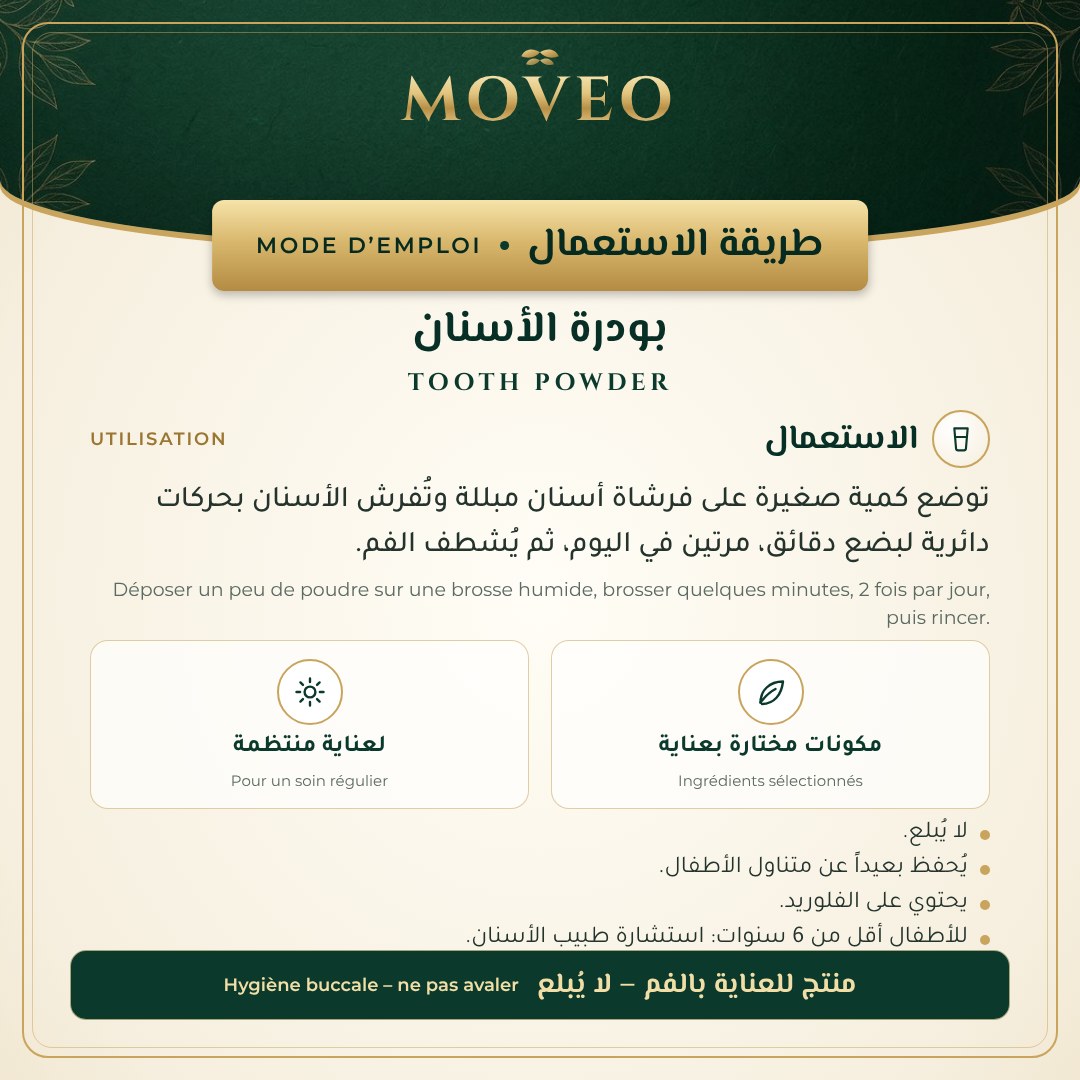 MOVEO
طريقة الاستعمال • MODE D’EMPLOI
بودرة الأسنان
TOOTH POWDER
الاستعمال
UTILISATION
توضع كمية صغيرة على فرشاة أسنان مبللة وتُفرش الأسنان بحركات
دائرية لبضع دقائق، مرتين في اليوم، ثم يُشطف الفم.
Déposer un peu de poudre sur une brosse humide, brosser quelques minutes, 2 fois par jour,
puis rincer.
مكونات مختارة بعناية
Ingrédients sélectionnés
لعناية منتظمة
Pour un soin régulier
لا يُبلع.
يُحفظ بعيداً عن متناول الأطفال.
يحتوي على الفلوريد.
للأطفال أقل من 6 سنوات: استشارة طبيب الأسنان.
منتج للعناية بالفم – لا يُبلع Hygiène buccale – ne pas avaler